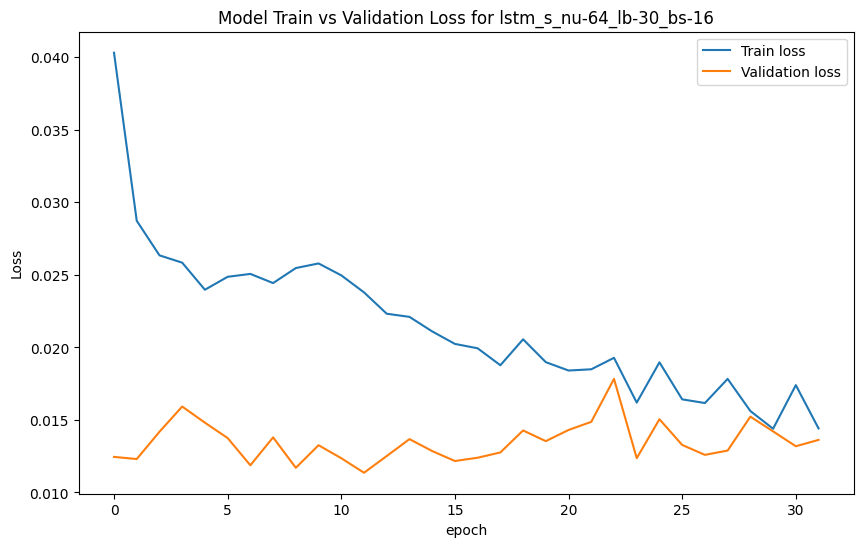 Model Train vs Validation Loss for lstm_s_nu-64_lb-30_bs-16
Train loss
Validation loss
0.040
0.035
0.030
0.025
0.020
0.015
0.010
Loss
0 5 10 15 20 25 30
epoch